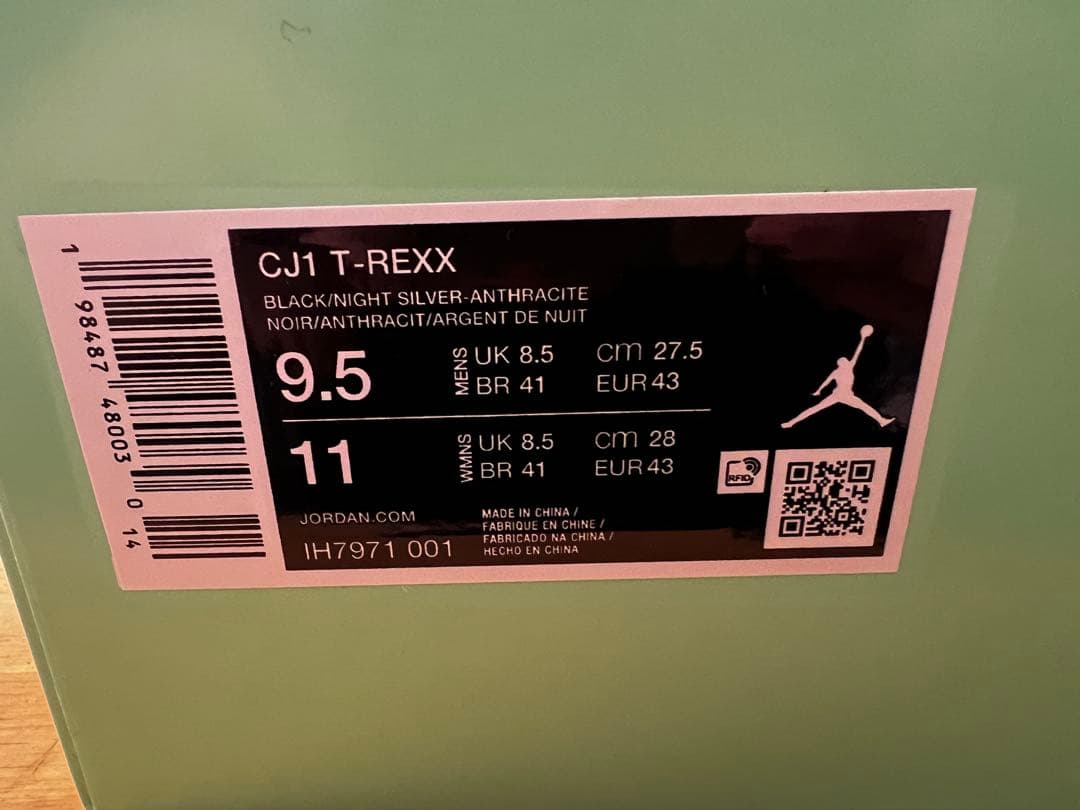 1 98487 48003 0 14
CJ1 T-REXX
BLACK/NIGHT SILVER-ANTHRACITE
NOIR/ANTHRACIT/ARGENT DE NUIT
9.5 MENS UK 8.5 cm 27.5
BR 41 EUR 43
11 WMNS UK 8.5 cm 28
BR 41 EUR 43
RFID
JORDAN.COM
IH7971 001
MADE IN CHINA /
FABRIQUE EN CHINE /
FABRICADO NA CHINA /
HECHO EN CHINA